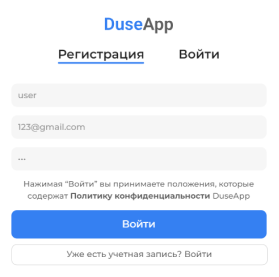 DuseApp
Регистрация Войти
user
123@gmail.com
...
Нажимая "Войти" вы принимаете положения, которые
содержат Политику конфиденциальности DuseApp
Войти
Уже есть учетная запись? Войти